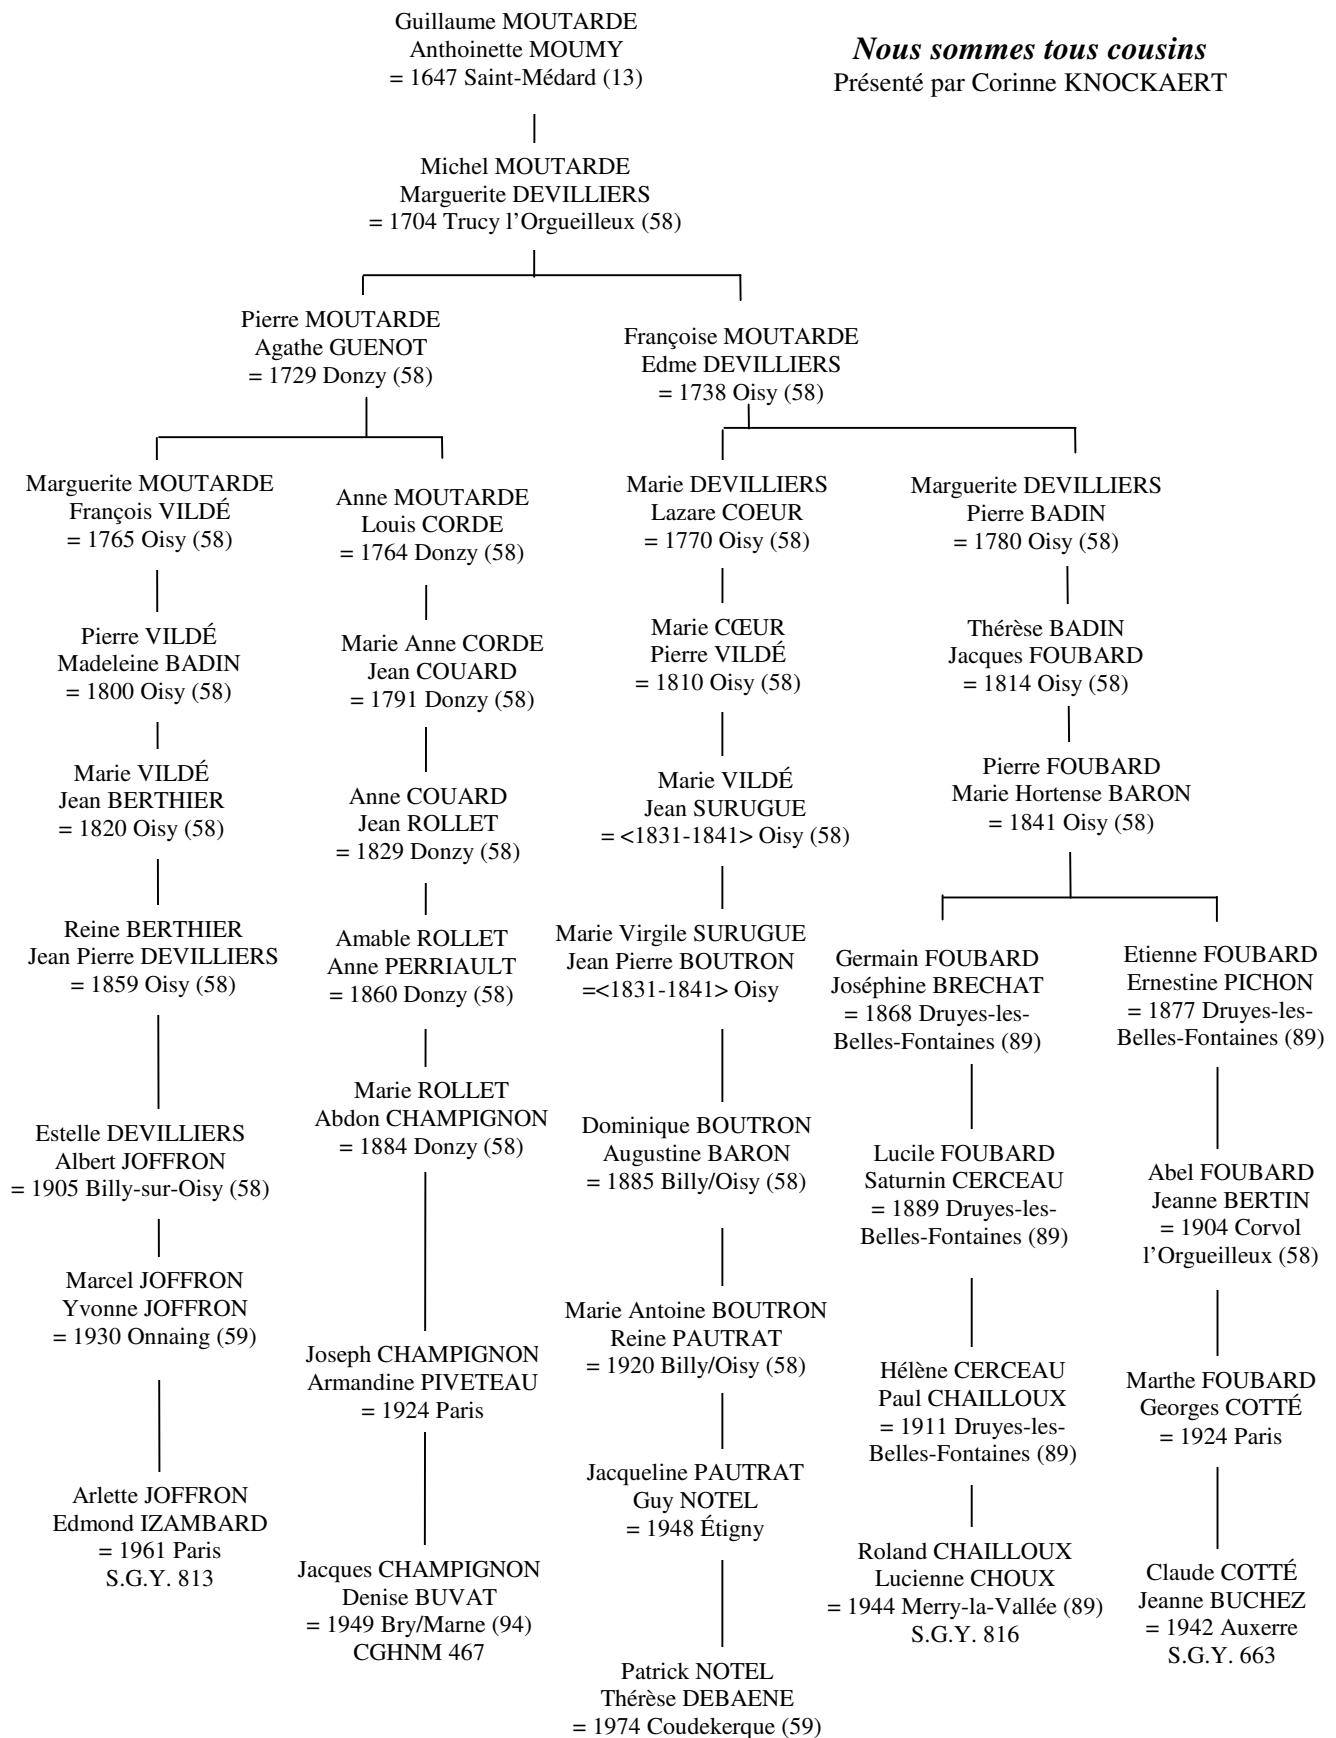 Guillaume MOUTARDE
Anthoinette MOUMY
= 1647 Saint-Médard (13)
Nous sommes tous cousins
Présenté par Corinne KNOCKAERT
Michel MOUTARDE
Marguerite DEVILLIERS
= 1704 Trucy l'Orgueilleux (58)
Pierre MOUTARDE
Agathe GUENOT
= 1729 Donzy (58)
Françoise MOUTARDE
Edme DEVILLIERS
= 1738 Oisy (58)
Marguerite MOUTARDE
François VILDÉ
= 1765 Oisy (58)
Anne MOUTARDE
Louis CORDE
= 1764 Donzy (58)
Marie DEVILLIERS
Lazare COEUR
= 1770 Oisy (58)
Marguerite DEVILLIERS
Pierre BADIN
= 1780 Oisy (58)
Pierre VILDÉ
Madeleine BADIN
= 1800 Oisy (58)
Marie Anne CORDE
Jean COUARD
= 1791 Donzy (58)
Marie CŒUR
Pierre VILDÉ
= 1810 Oisy (58)
Thérèse BADIN
Jacques FOUBARD
= 1814 Oisy (58)
Marie VILDÉ
Jean BERTHIER
= 1820 Oisy (58)
Anne COUARD
Jean ROLLET
= 1829 Donzy (58)
Marie VILDÉ
Jean SURUGUE
= <1831-1841> Oisy (58)
Pierre FOUBARD
Marie Hortense BARON
= 1841 Oisy (58)
Reine BERTHIER
Jean Pierre DEVILLIERS
= 1859 Oisy (58)
Amable ROLLET
Anne PERRIAULT
= 1860 Donzy (58)
Marie Virgile SURUGUE
Jean Pierre BOUTRON
=<1831-1841> Oisy
Germain FOUBARD
Joséphine BRECHAT
= 1868 Druyes-les-
Belles-Fontaines (89)
Etienne FOUBARD
Ernestine PICHON
= 1877 Druyes-les-
Belles-Fontaines (89)
Estelle DEVILLIERS
Albert JOFFRON
= 1905 Billy-sur-Oisy (58)
Marie ROLLET
Abdon CHAMPIGNON
= 1884 Donzy (58)
Dominique BOUTRON
Augustine BARON
= 1885 Billy/Oisy (58)
Lucile FOUBARD
Saturnin CERCEAU
= 1889 Druyes-les-
Belles-Fontaines (89)
Abel FOUBARD
Jeanne BERTIN
= 1904 Corvol
l'Orgueilleux (58)
Marcel JOFFRON
Yvonne JOFFRON
= 1930 Onnaing (59)
Joseph CHAMPIGNON
Armandine PIVETEAU
= 1924 Paris
Marie Antoine BOUTRON
Reine PAUTRAT
= 1920 Billy/Oisy (58)
Hélène CERCEAU
Paul CHAILLOUX
= 1911 Druyes-les-
Belles-Fontaines (89)
Marthe FOUBARD
Georges COTTÉ
= 1924 Paris
Arlette JOFFRON
Edmond IZAMBARD
= 1961 Paris
S.G.Y. 813
Jacques CHAMPIGNON
Denise BUVAT
= 1949 Bry/Marne (94)
CGHNM 467
Jacqueline PAUTRAT
Guy NOTEL
= 1948 Étigny
Roland CHAILLOUX
Lucienne CHOUX
= 1944 Merry-la-Vallée (89)
S.G.Y. 816
Claude COTTÉ
Jeanne BUCHEZ
= 1942 Auxerre
S.G.Y. 663
Patrick NOTEL
Thérèse DEBAENE
= 1974 Coudekerque (59)